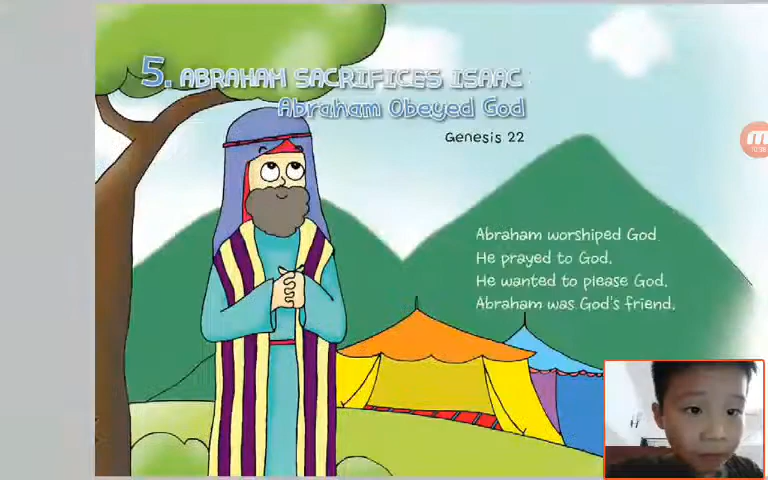 5. ABRAHAM SACRIFICES ISAAC
Abraham Obeyed God
Genesis 22
Abraham worshiped God.
He prayed to God.
He wanted to please God.
Abraham was God's friend.